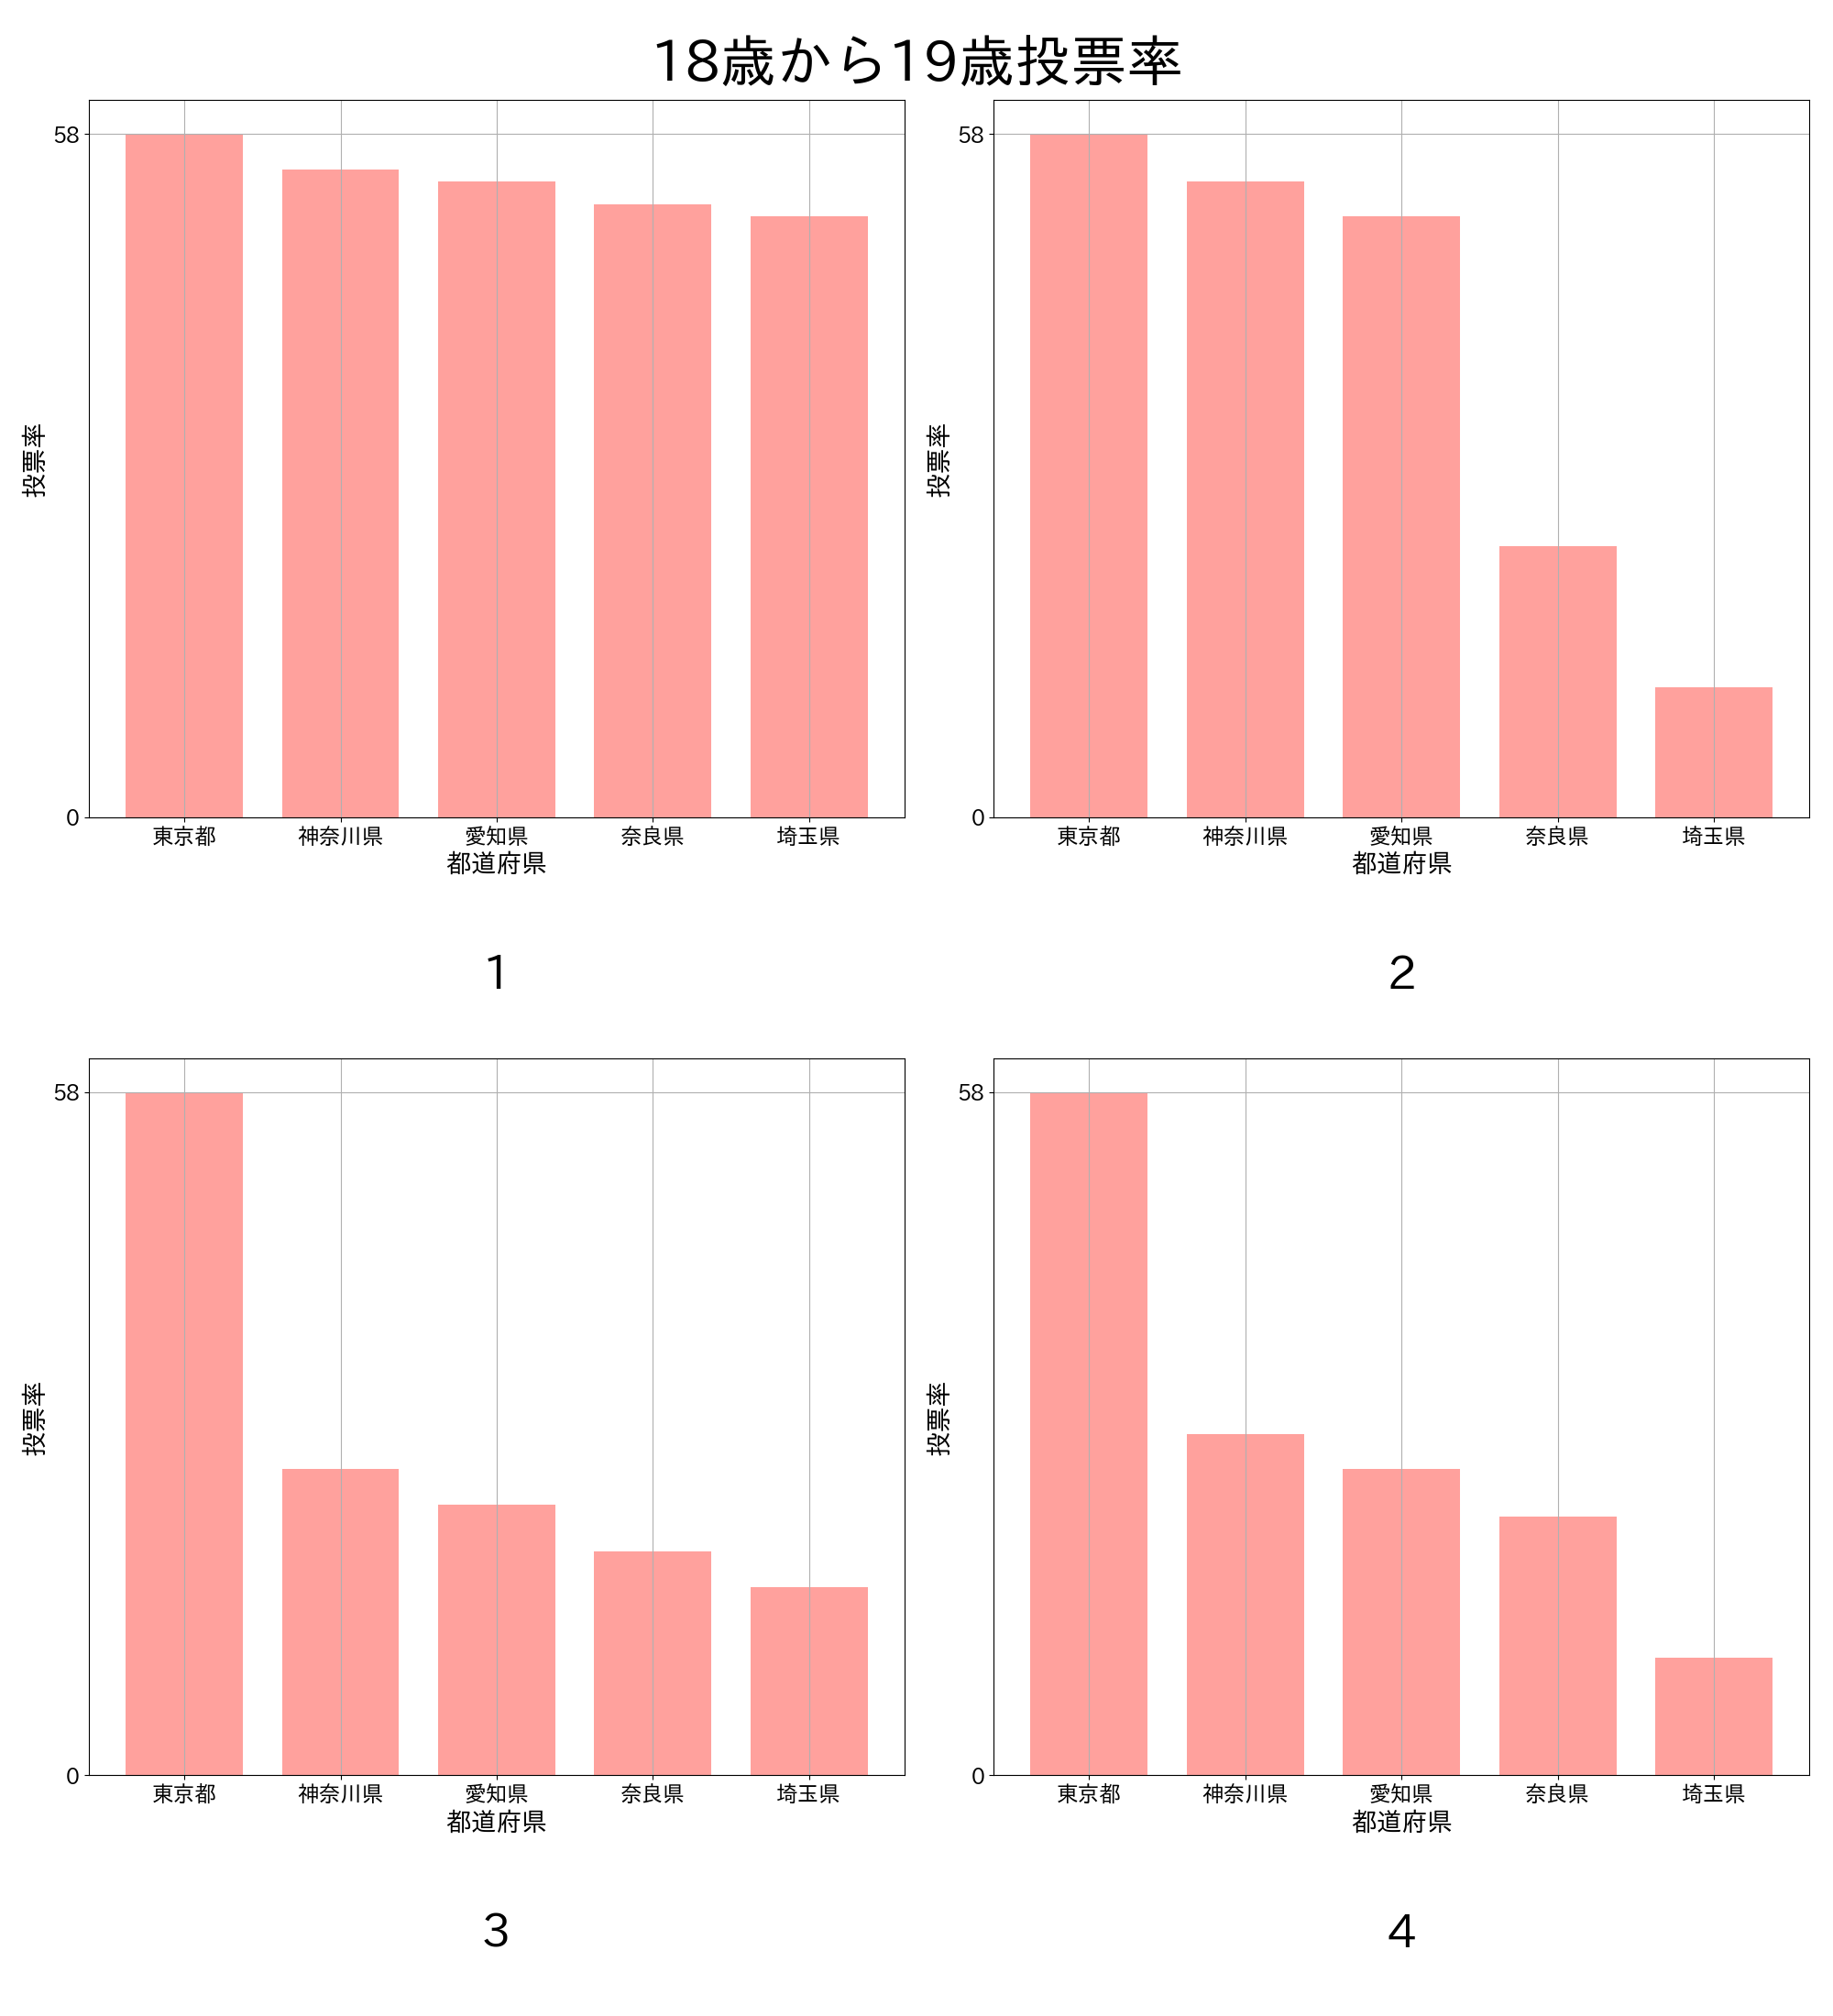 18歳から19歳投票率
58
0
投票率
東京都 神奈川県 愛知県 奈良県 埼玉県
都道府県
1
58
0
投票率
東京都 神奈川県 愛知県 奈良県 埼玉県
都道府県
2
58
0
投票率
東京都 神奈川県 愛知県 奈良県 埼玉県
都道府県
3
58
0
投票率
東京都 神奈川県 愛知県 奈良県 埼玉県
都道府県
4